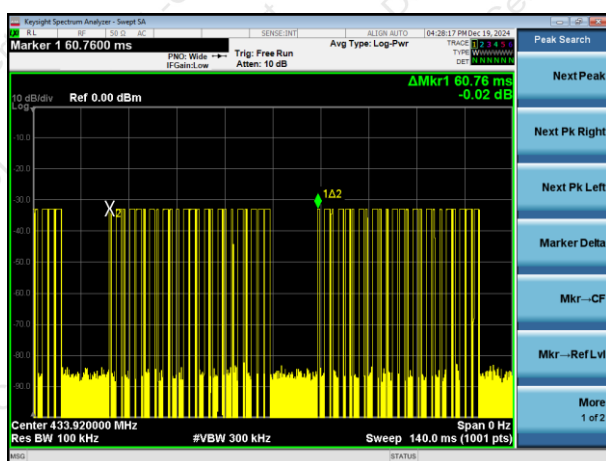 Keysight Spectrum Analyzer - Swept SA
RL RF 50 Ω AC SENSE:INT ALIGN AUTO 04:28:17 PM Dec 19, 2024
Marker 1 60.7600 ms
PNO: Wide
IFGain:Low
Trig: Free Run
Atten: 10 dB
Avg Type: Log-Pwr
TRACE 1 2 3 4 5 6
TYPE WWWWWW
DET N N N N N N
Peak Search
Next Peak
Next Pk Right
Next Pk Left
Marker Delta
Mkr→CF
Mkr→Ref Lvl
More
1 of 2
ΔMkr1 60.76 ms
-0.02 dB
10 dB/div Ref 0.00 dBm
Log
-10.0
-20.0
-30.0
-40.0
-50.0
-60.0
-70.0
-80.0
-90.0
X2
1Δ2
Center 433.920000 MHz
Span 0 Hz
Res BW 100 kHz
#VBW 300 kHz
Sweep 140.0 ms (1001 pts)
MSG
STATUS